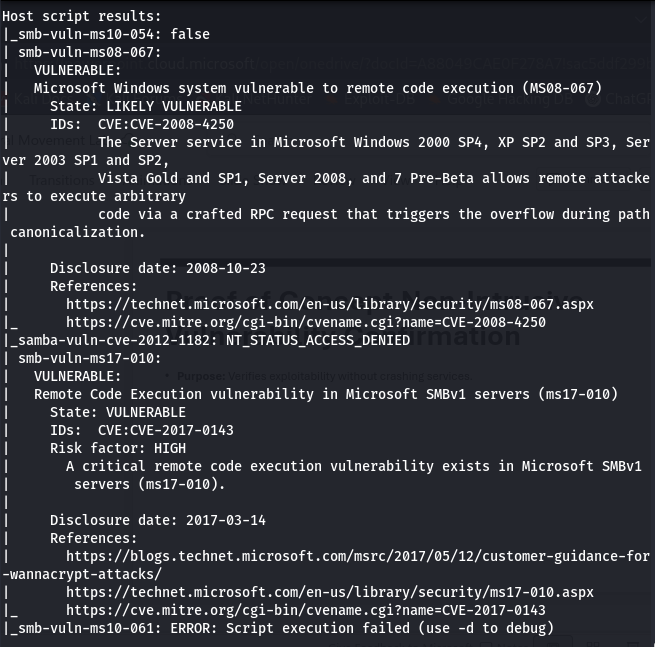 Host script results:
|_smb-vuln-ms10-054: false
| smb-vuln-ms08-067:
|   VULNERABLE:
|   Microsoft Windows system vulnerable to remote code execution (MS08-067)
|     State: LIKELY VULNERABLE
|     IDs:  CVE:CVE-2008-4250
|           The Server service in Microsoft Windows 2000 SP4, XP SP2 and SP3, Ser
ver 2003 SP1 and SP2,
|           Vista Gold and SP1, Server 2008, and 7 Pre-Beta allows remote attacke
rs to execute arbitrary
|           code via a crafted RPC request that triggers the overflow during path
 canonicalization.
|
|     Disclosure date: 2008-10-23
|     References:
|       https://technet.microsoft.com/en-us/library/security/ms08-067.aspx
|_      https://cve.mitre.org/cgi-bin/cvename.cgi?name=CVE-2008-4250
|_samba-vuln-cve-2012-1182: NT_STATUS_ACCESS_DENIED
| smb-vuln-ms17-010:
|   VULNERABLE:
|   Remote Code Execution vulnerability in Microsoft SMBv1 servers (ms17-010)
|     State: VULNERABLE
|     IDs:  CVE:CVE-2017-0143
|     Risk factor: HIGH
|       A critical remote code execution vulnerability exists in Microsoft SMBv1
|        servers (ms17-010).
|
|     Disclosure date: 2017-03-14
|     References:
|       https://blogs.technet.microsoft.com/msrc/2017/05/12/customer-guidance-for
-wannacrypt-attacks/
|       https://technet.microsoft.com/en-us/library/security/ms17-010.aspx
|_      https://cve.mitre.org/cgi-bin/cvename.cgi?name=CVE-2017-0143
|_smb-vuln-ms10-061: ERROR: Script execution failed (use -d to debug)